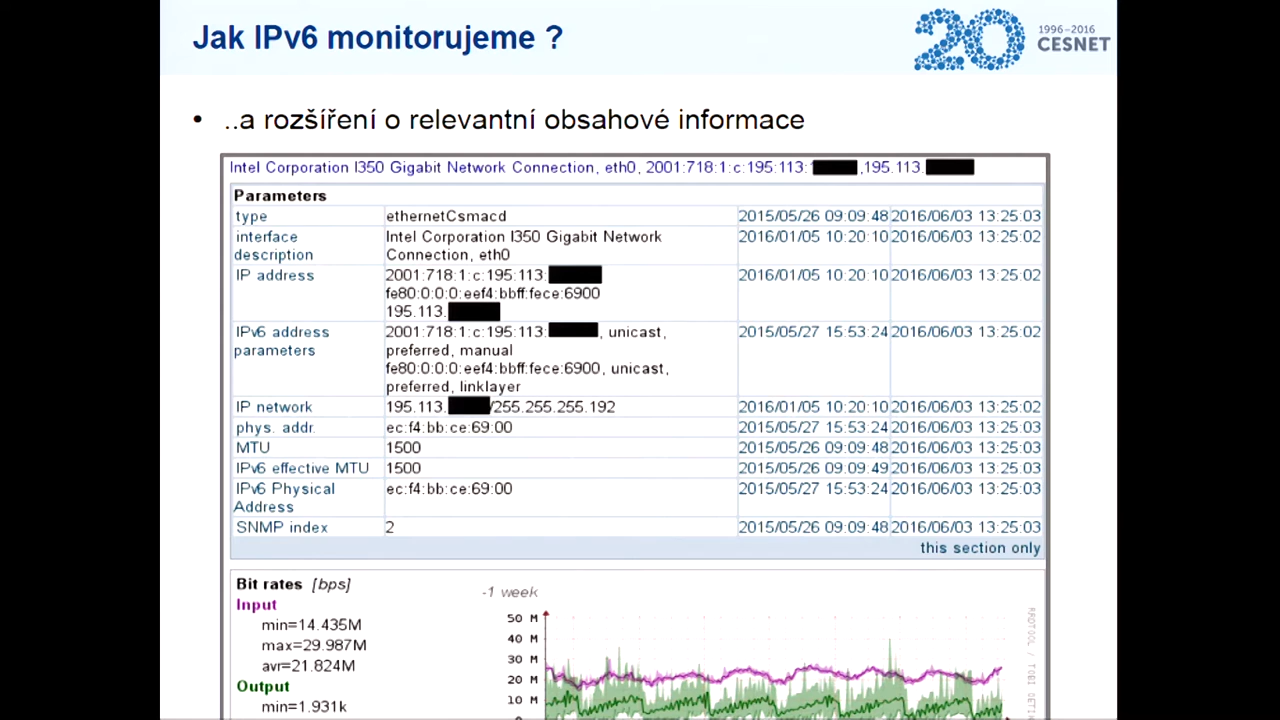 Jak IPv6 monitorujeme ?
20 1996–2016
CESNET
• ..a rozšíření o relevantní obsahové informace
Intel Corporation I350 Gigabit Network Connection, eth0, 2001:718:1:c:195:113: ,195.113.
Parameters
type ethernetCsmacd 2015/05/26 09:09:48 2016/06/03 13:25:03
interface description Intel Corporation I350 Gigabit Network Connection, eth0 2016/01/05 10:20:10 2016/06/03 13:25:02
IP address 2001:718:1:c:195:113: 2016/01/05 10:20:10 2016/06/03 13:25:02
fe80:0:0:0:eef4:bbff:fece:6900
195.113.
IPv6 address parameters 2001:718:1:c:195:113: , unicast, 2015/05/27 15:53:24 2016/06/03 13:25:02
preferred, manual
fe80:0:0:0:eef4:bbff:fece:6900, unicast,
preferred, linklayer
IP network 195.113. /255.255.255.192 2016/01/05 10:20:10 2016/06/03 13:25:02
phys. addr. ec:f4:bb:ce:69:00 2015/05/27 15:53:24 2016/06/03 13:25:03
MTU 1500 2015/05/26 09:09:48 2016/06/03 13:25:03
IPv6 effective MTU 1500 2015/05/26 09:09:49 2016/06/03 13:25:03
IPv6 Physical Address ec:f4:bb:ce:69:00 2015/05/27 15:53:24 2016/06/03 13:25:03
SNMP index 2 2015/05/26 09:09:48 2016/06/03 13:25:03
this section only
Bit rates [bps]
Input
min=14.435M
max=29.987M
avr=21.824M
Output
min=1.931k
-1 week
50 M
40 M
30 M
20 M
10 M
RRDTOOL / TOBI OETIK